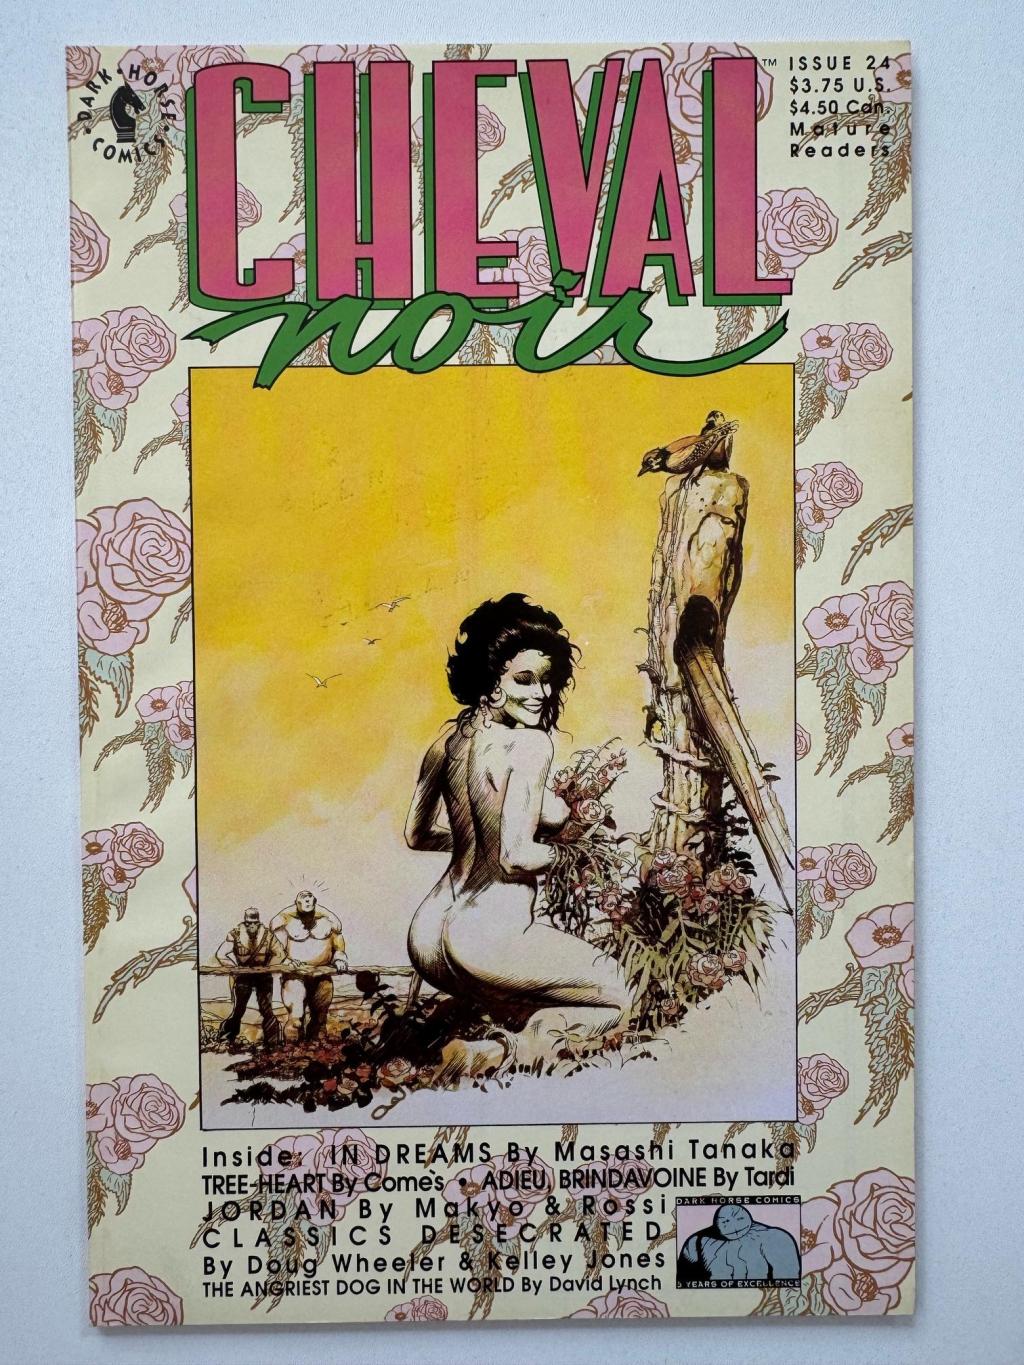 DARK HORSE COMICS
CHEVAL
noir
™
ISSUE 24
$3.75 U.S.
$4.50 Can.
Mature
Readers
Inside: IN DREAMS By Masashi Tanaka
TREE-HEART By Comès • ADIEU, BRINDAVOINE By Tardi
JORDAN By Makyo & Rossi
CLASSICS DESECRATED
By Doug Wheeler & Kelley Jones
THE ANGRIEST DOG IN THE WORLD By David Lynch
DARK HORSE COMICS
5 YEARS OF EXCELLENCE